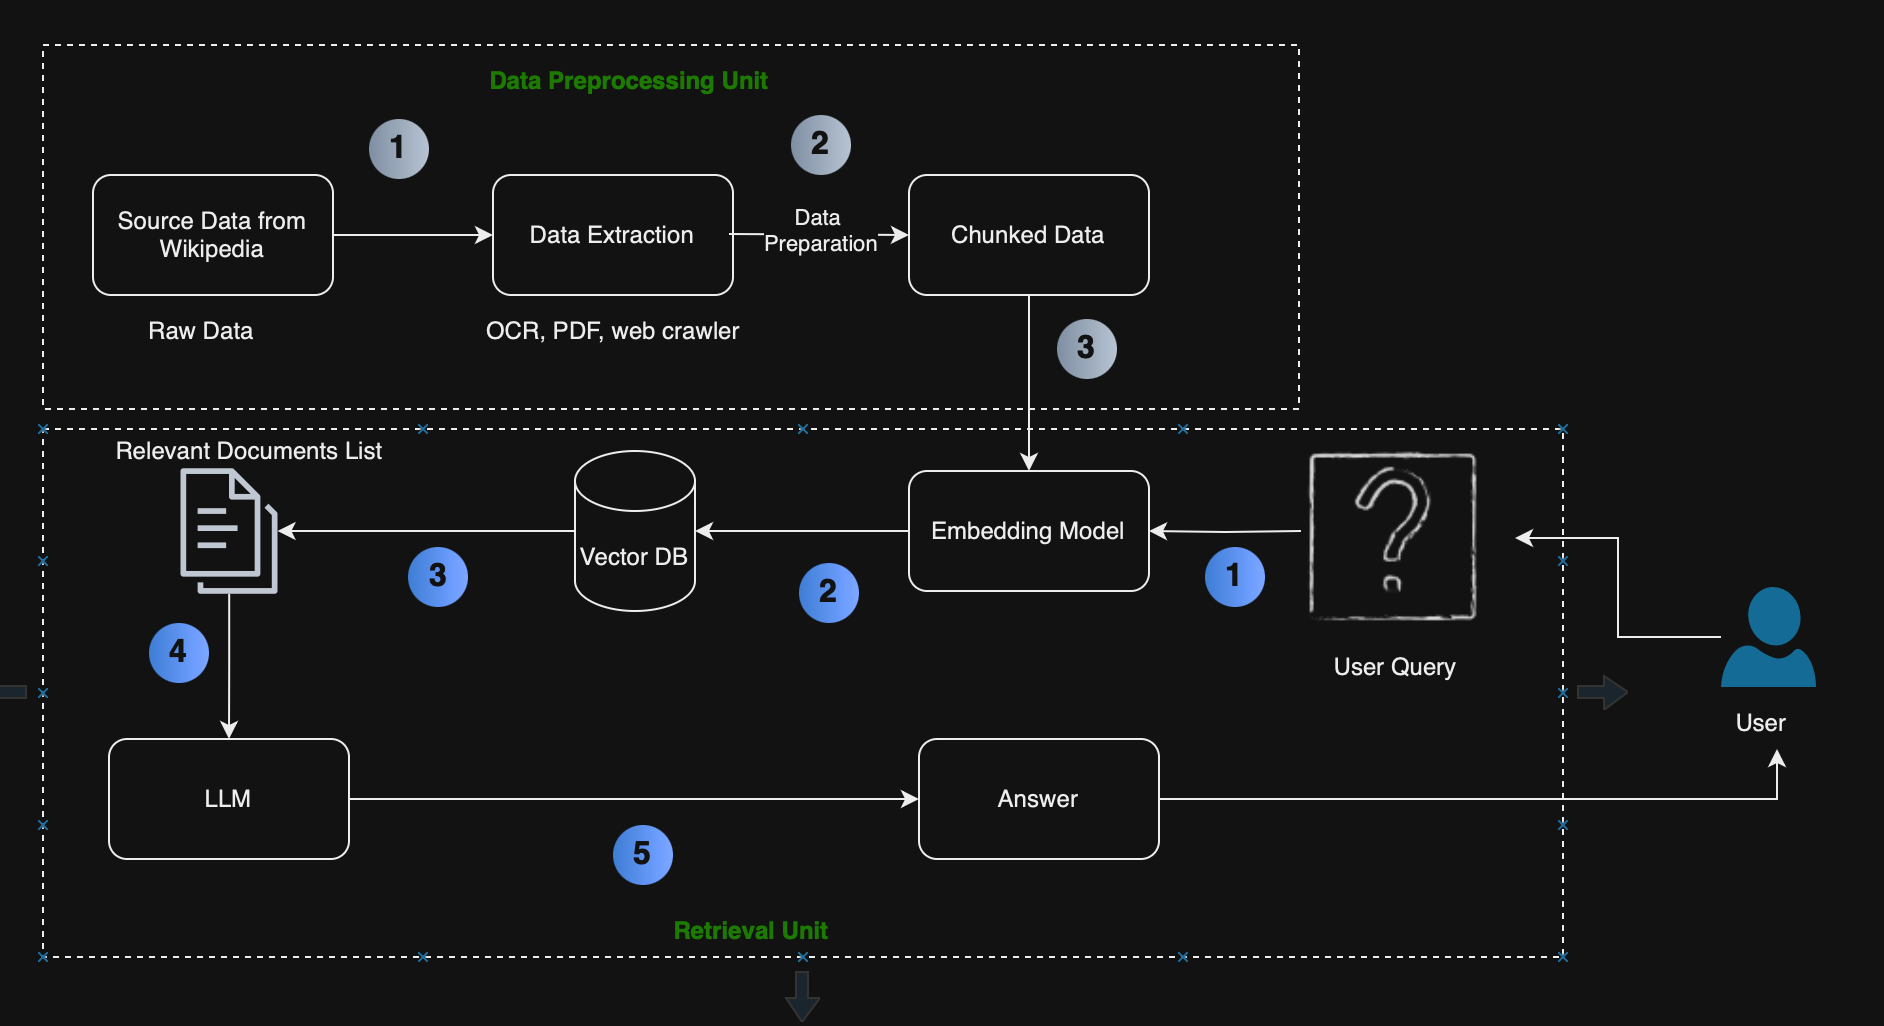 Data Preprocessing Unit
1
2
Source Data from
Wikipedia
Data Extraction
Data
Preparation
Chunked Data
Raw Data
OCR, PDF, web crawler
3
Relevant Documents List
Vector DB
Embedding Model
?
3
2
1
4
User Query
User
LLM
Answer
5
Retrieval Unit